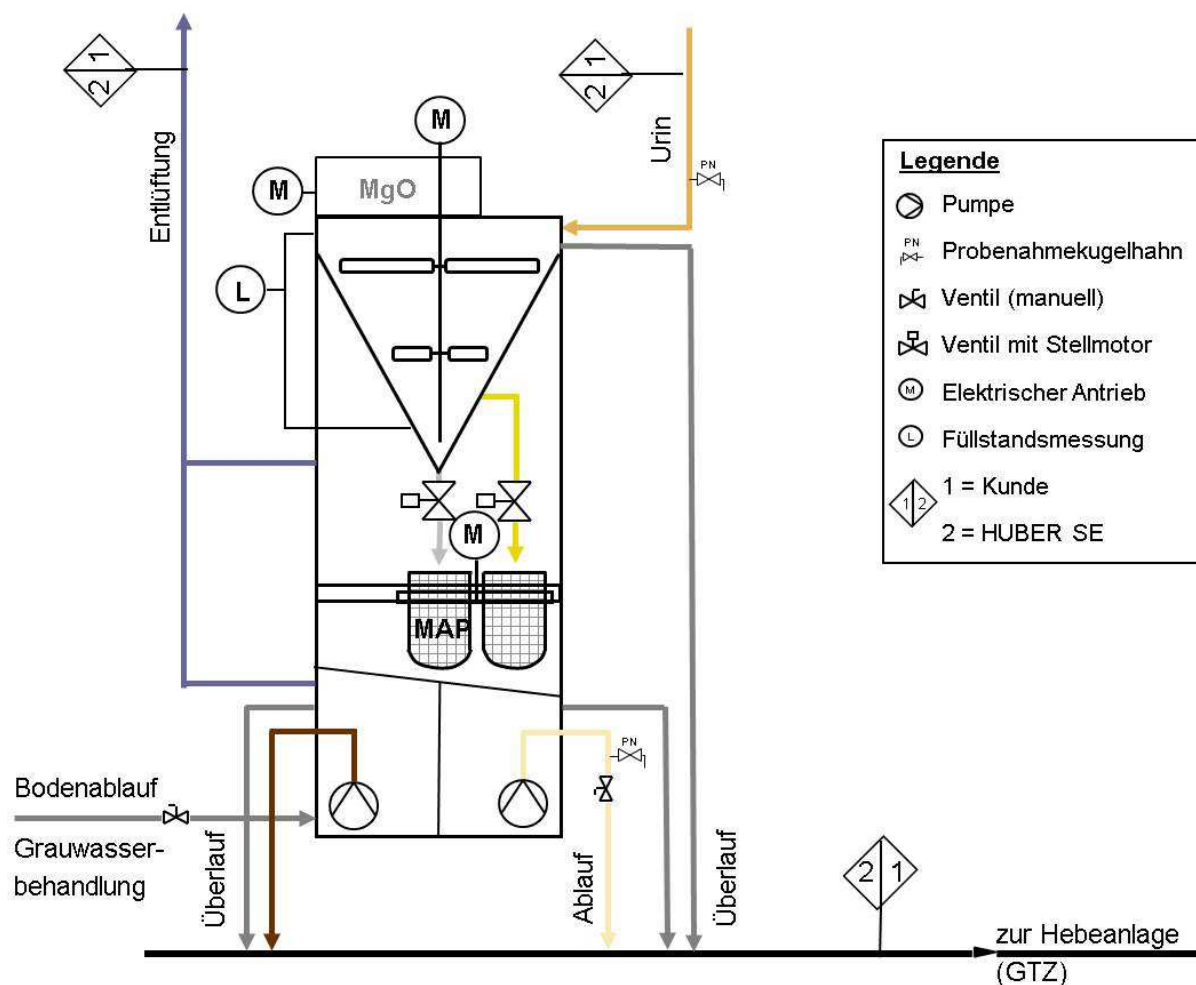 1
2
1
2
M
Entlüftung
Urin
PN
M
MgO
L
M
MAP
PN
Bodenablauf
Grauwasser-
behandlung
Überlauf
Ablauf
Überlauf
2 1
zur Hebeanlage
(GTZ)
Legende
M Pumpe
PN Probenahmekugelhahn
Ventil (manuell)
Ventil mit Stellmotor
M Elektrischer Antrieb
L Füllstandsmessung
1 2 1 = Kunde
2 = HUBER SE